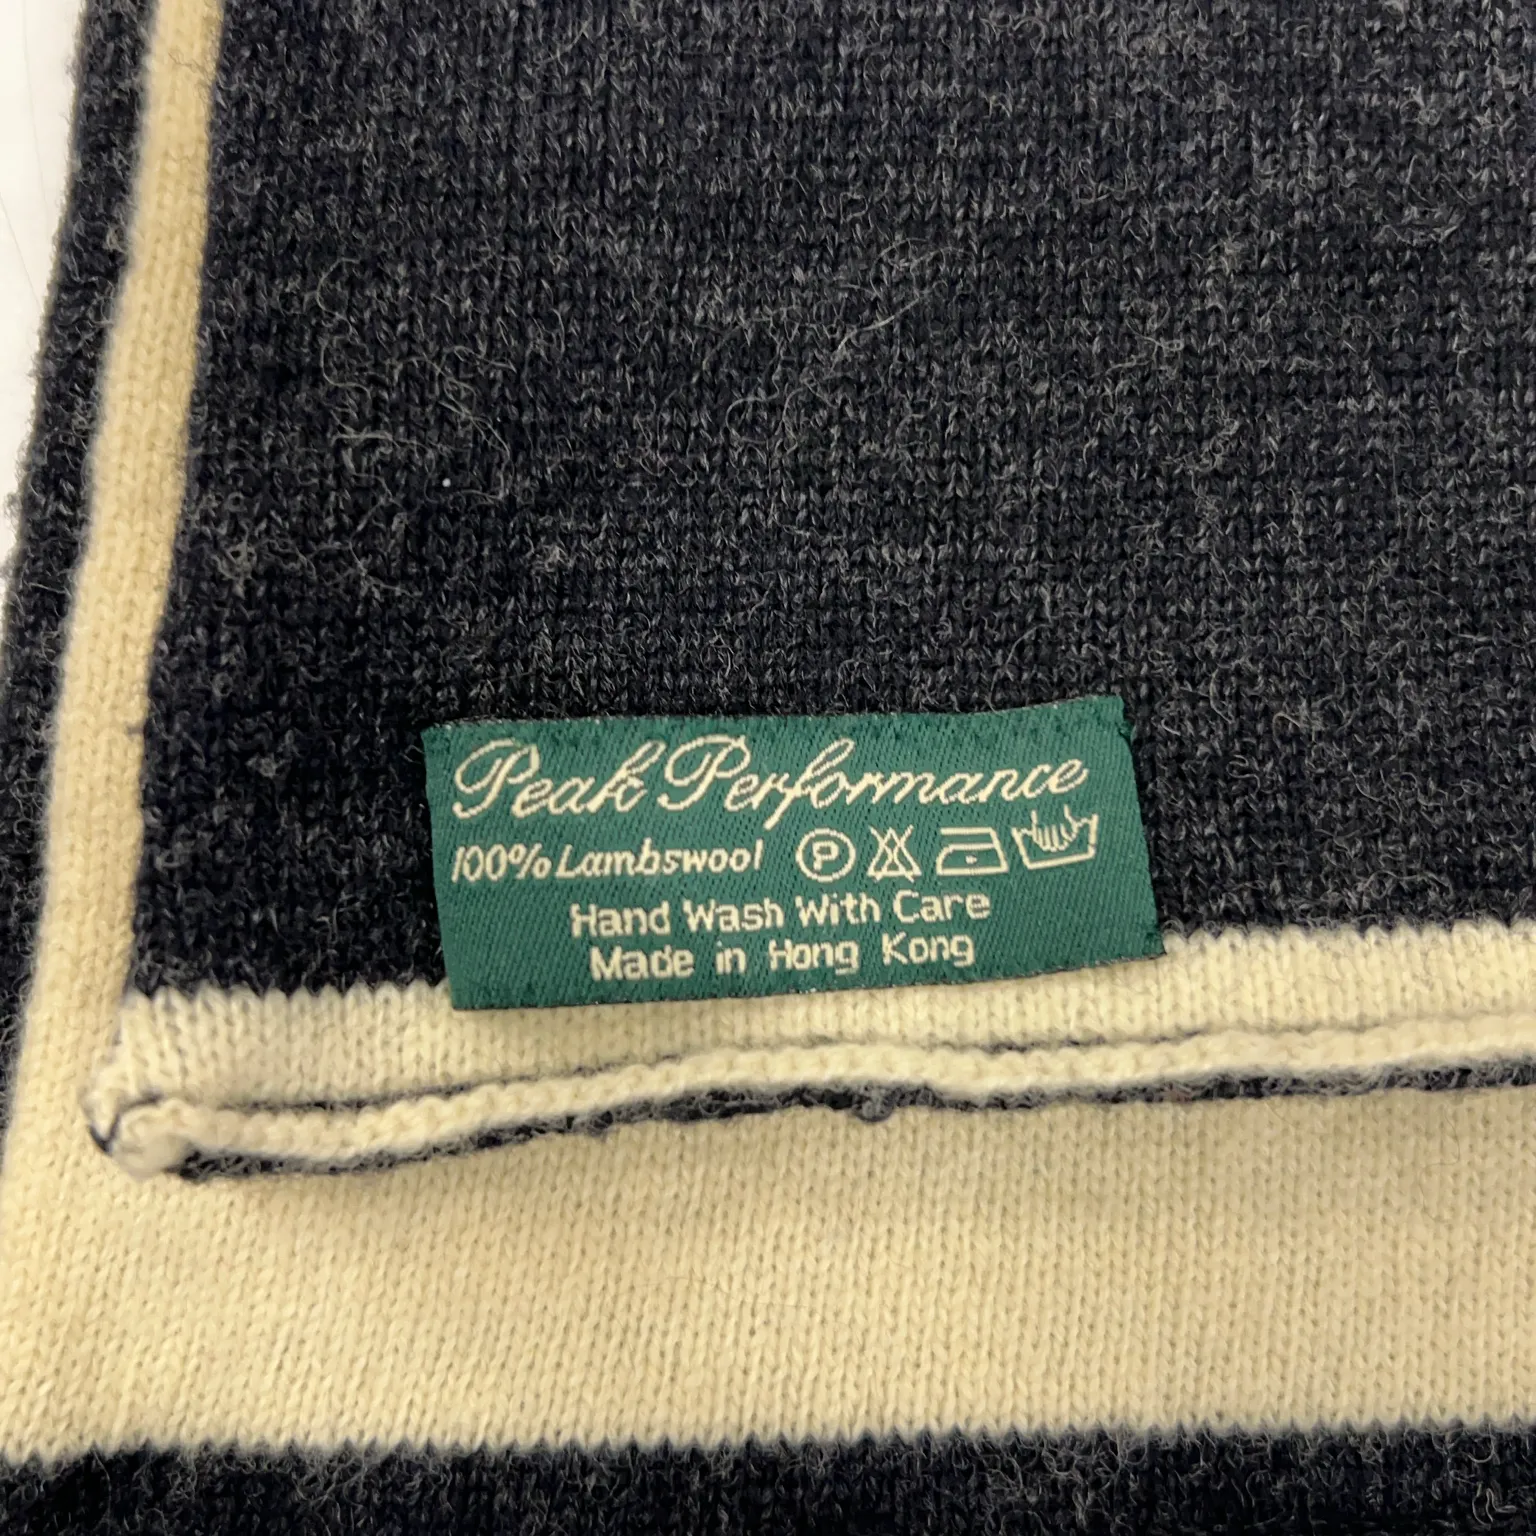 Peak Performance
100% Lambswool P
Hand Wash With Care
Made in Hong Kong